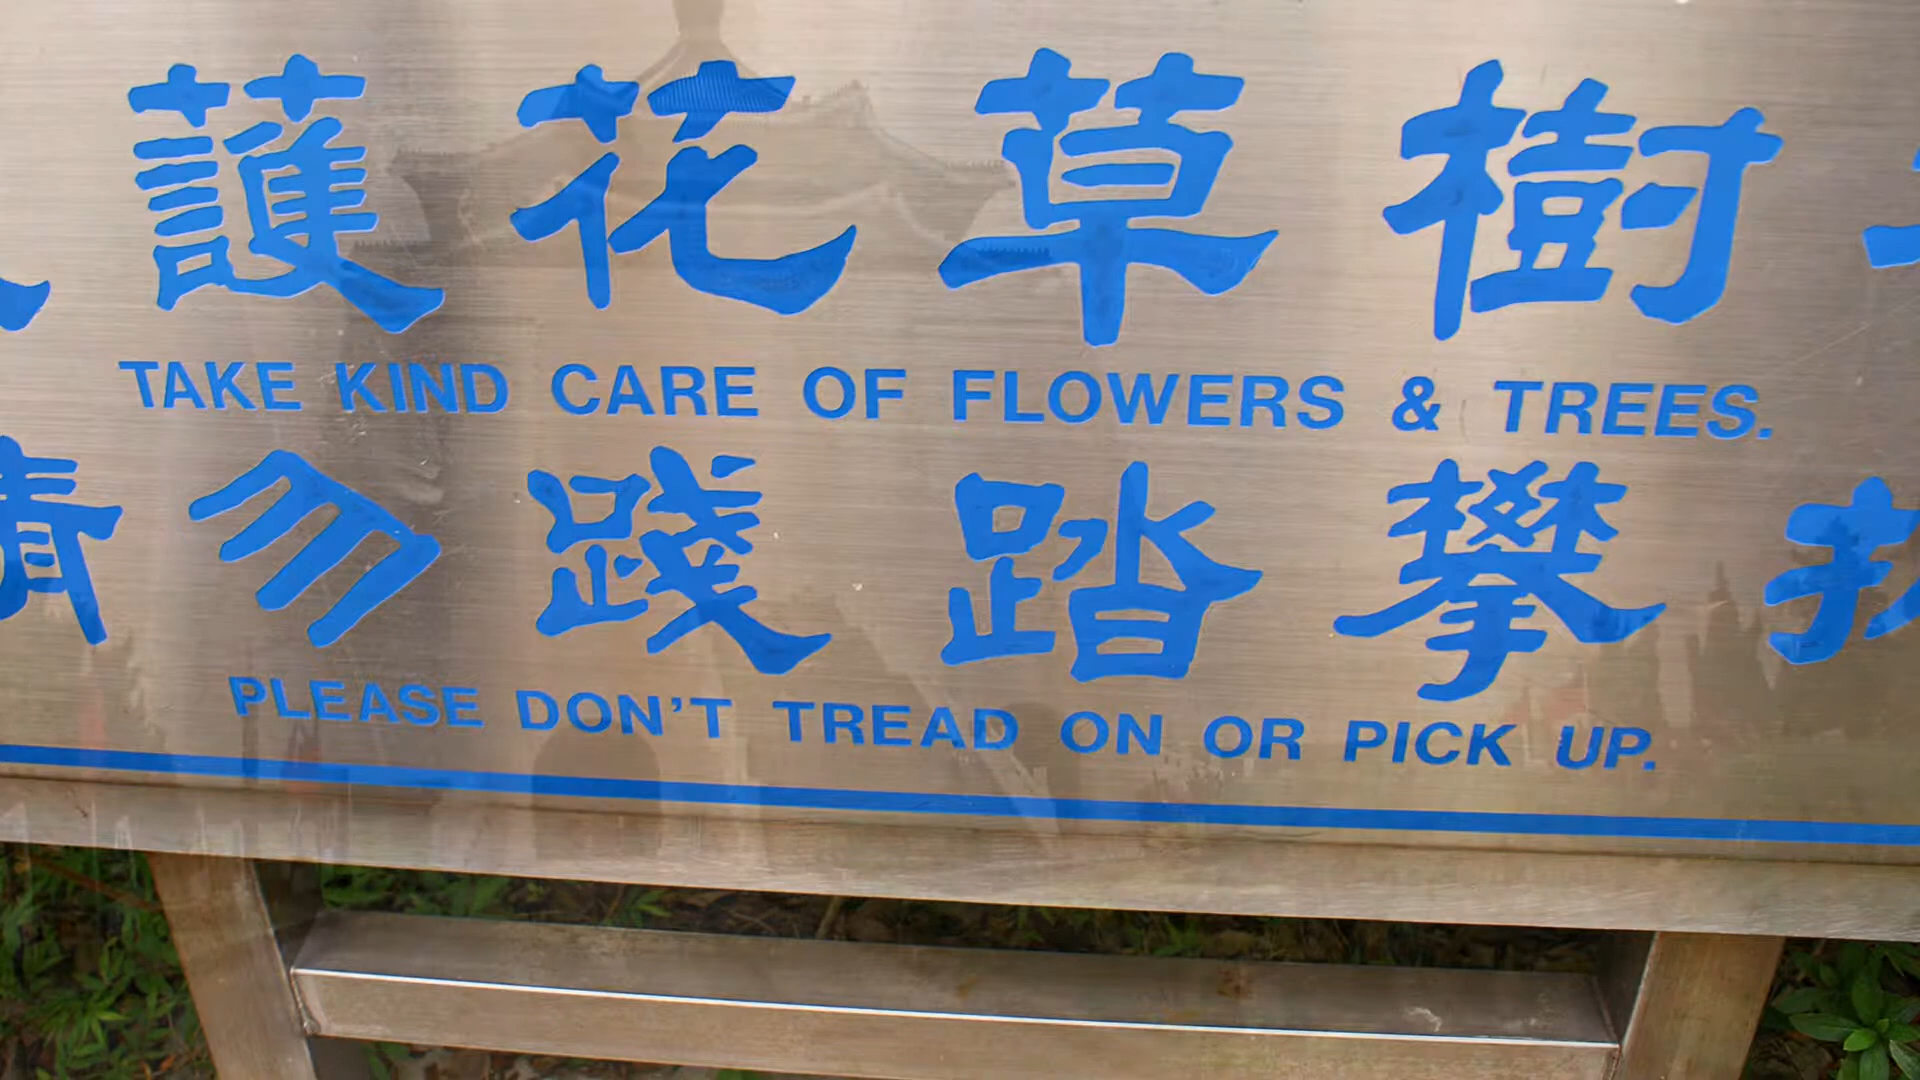 護花草樹
TAKE KIND CARE OF FLOWERS & TREES.
請勿踐踏攀
PLEASE DON'T TREAD ON OR PICK UP.